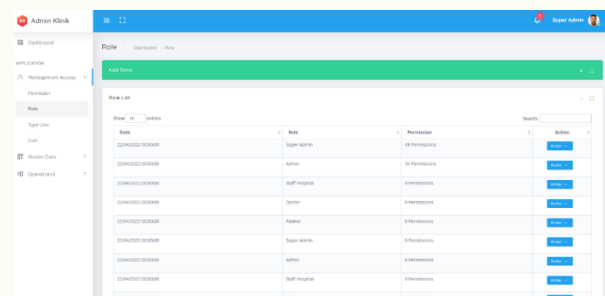 Admin Klinik
Super Admin
Dashboard
Role
Dashboard
Role
APPLICATION
Add Data
Management Access
Permission
Role List
Role
Show 10 entries
Search:
Type User
Date Role Permission Action
User
22/04/2022 00:00:00 Super Admin 48 Permissions Action
Master Data
22/04/2022 00:00:00 Admin 34 Permissions Action
Operational
22/04/2022 00:00:00 Staff Hospital 0 Permissions Action
22/04/2022 00:00:00 Doctor 0 Permissions Action
22/04/2022 00:00:00 Patient 0 Permissions Action
22/04/2022 00:00:00 Super Admin 0 Permissions Action
22/04/2022 00:00:00 Admin 0 Permissions Action
22/04/2022 00:00:00 Staff Hospital 0 Permissions Action